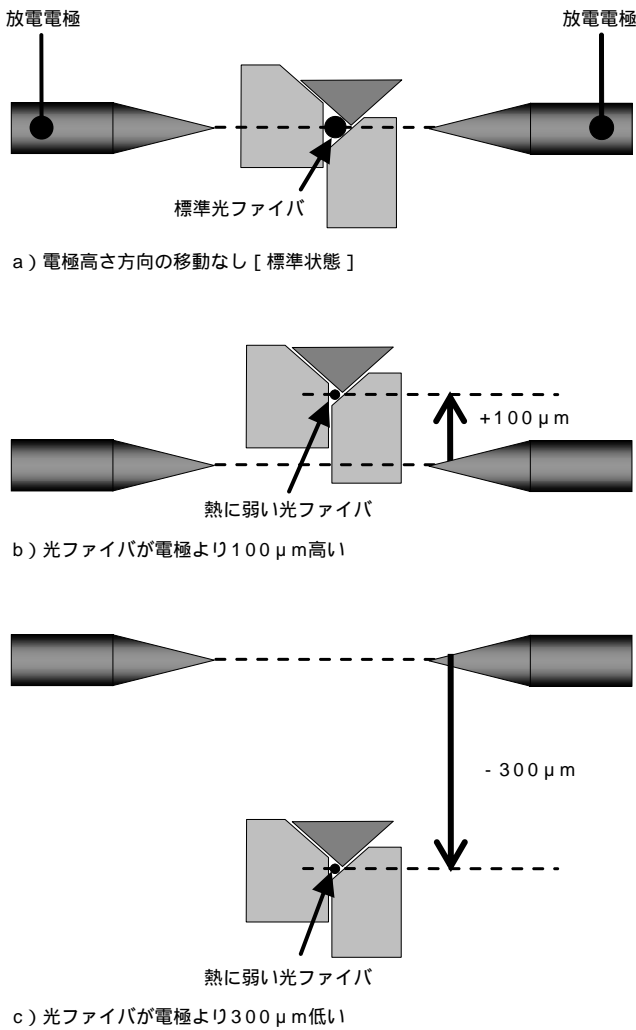 放電電極 放電電極
標準光ファイバ
a）電極高さ方向の移動なし［標準状態］
+100μm
熱に弱い光ファイバ
b）光ファイバが電極より100μm高い
- 300μm
熱に弱い光ファイバ
c）光ファイバが電極より300μm低い